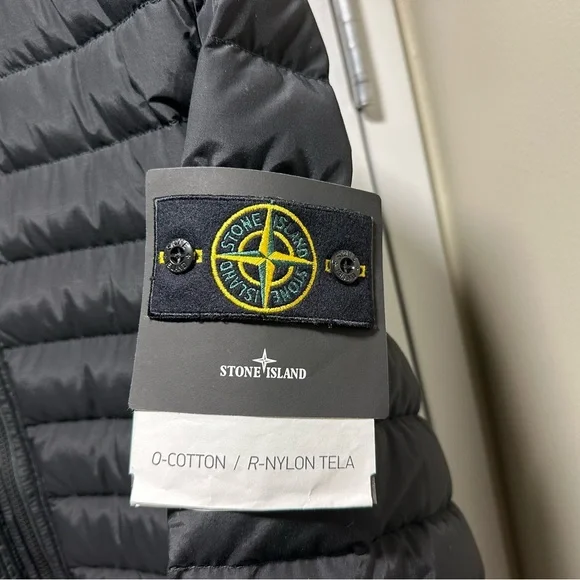 STONE ISLAND STONE ISLAND
STONE ISLAND
O-COTTON / R-NYLON TELA